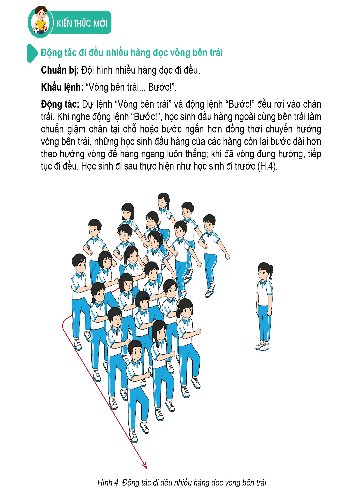 KIẾN THỨC MỚI
Động tác đi đều nhiều hàng dọc vòng bên trái
Chuẩn bị: Đội hình nhiều hàng dọc đi đều.
Khẩu lệnh: “Vòng bên trái... Bước!”.
Động tác: Dự lệnh “Vòng bên trái” và động lệnh “Bước!” đều rơi vào chân
trái. Khi nghe động lệnh “Bước!”, học sinh đầu hàng ngoài cùng bên trái làm
chuẩn giậm chân tại chỗ hoặc bước ngắn hơn đồng thời chuyển hướng
vòng bên trái, những học sinh đầu hàng của các hàng còn lại bước dài hơn
theo hướng vòng để hàng ngang luôn thẳng; khi đã vòng đúng hướng, tiếp
tục đi đều. Học sinh đi sau thực hiện như học sinh đi trước (H.4).
Hình 4. Động tác đi đều nhiều hàng dọc vòng bên trái